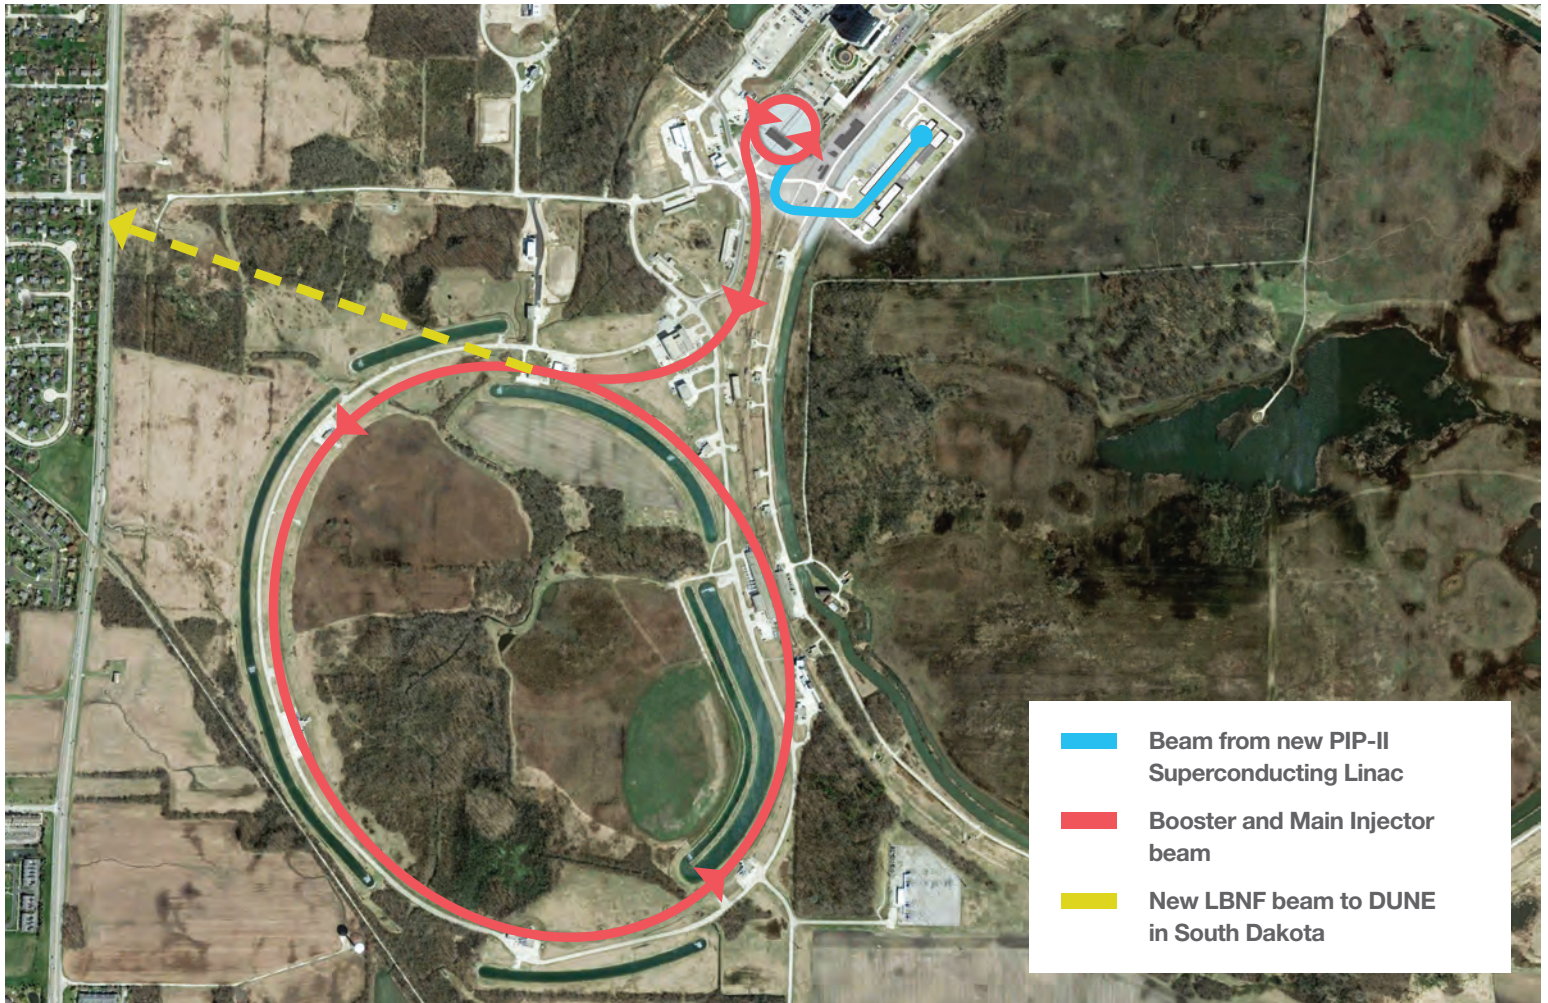 Beam from new PIP-II
Superconducting Linac
Booster and Main Injector
beam
New LBNF beam to DUNE
in South Dakota